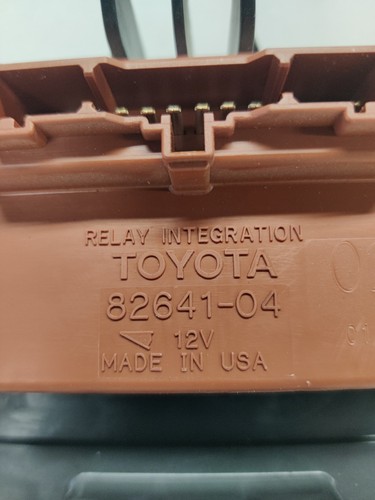 RELAY INTEGRATION
TOYOTA
82641-04
12V
MADE IN USA